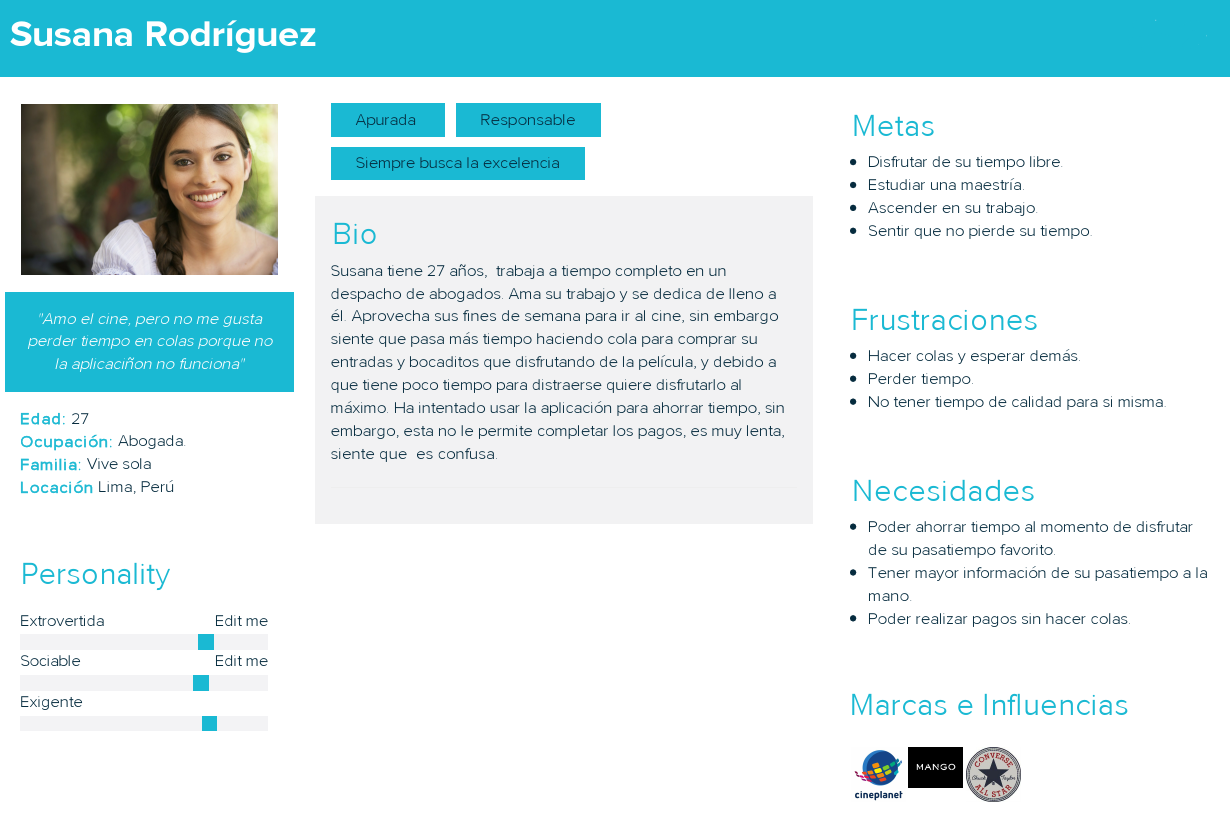 Susana Rodríguez
"Amo el cine, pero no me gusta
perder tiempo en colas porque no
la aplicaciñon no funciona"
Edad: 27
Ocupación: Abogada.
Familia: Vive sola
Locación Lima, Perú
Personality
Extrovertida Edit me
Sociable Edit me
Exigente
Apurada
Responsable
Siempre busca la excelencia
Bio
Susana tiene 27 años,  trabaja a tiempo completo en un
despacho de abogados. Ama su trabajo y se dedica de lleno a
él. Aprovecha sus fines de semana para ir al cine, sin embargo
siente que pasa más tiempo haciendo cola para comprar su
entradas y bocaditos que disfrutando de la película, y debido a
que tiene poco tiempo para distraerse quiere disfrutarlo al
máximo. Ha intentado usar la aplicación para ahorrar tiempo, sin
embargo, esta no le permite completar los pagos, es muy lenta,
siente que  es confusa.
Metas
Disfrutar de su tiempo libre.
Estudiar una maestría.
Ascender en su trabajo.
Sentir que no pierde su tiempo.
Frustraciones
Hacer colas y esperar demás.
Perder tiempo.
No tener tiempo de calidad para si misma.
Necesidades
Poder ahorrar tiempo al momento de disfrutar
de su pasatiempo favorito.
Tener mayor información de su pasatiempo a la
mano.
Poder realizar pagos sin hacer colas.
Marcas e Influencias
cineplanet
MANGO
CONVERSE
Chuck Taylor
ALL STAR